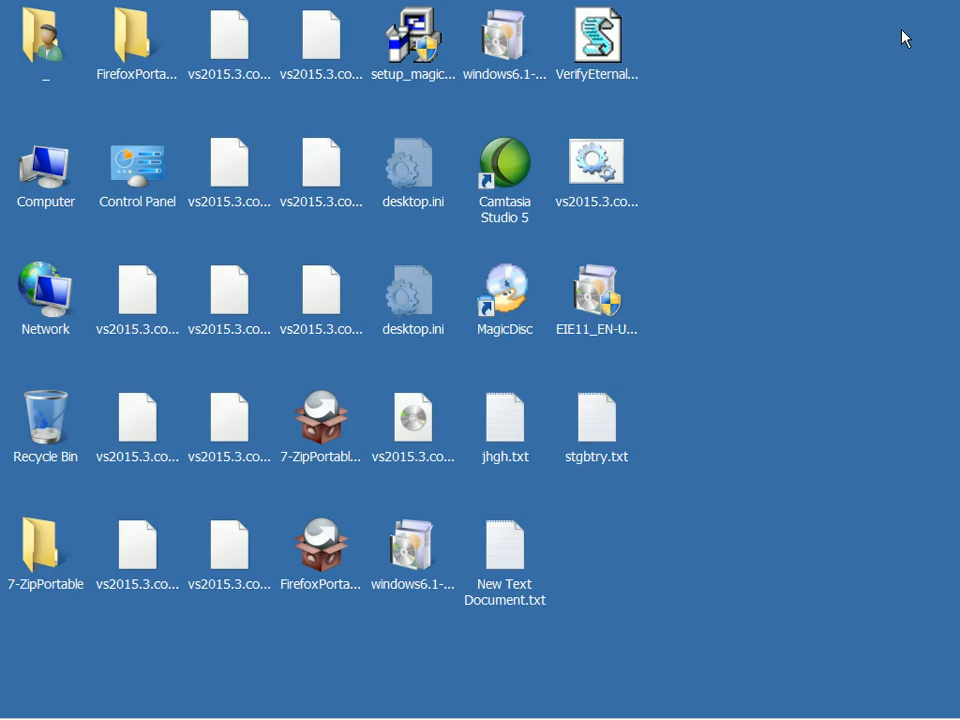 _
FirefoxPorta...
vs2015.3.co...
vs2015.3.co...
setup_magic...
windows6.1-...
VerifyEternal...
Computer
Control Panel
vs2015.3.co...
vs2015.3.co...
desktop.ini
Camtasia
Studio 5
vs2015.3.co...
Network
vs2015.3.co...
vs2015.3.co...
vs2015.3.co...
desktop.ini
MagicDisc
EIE11_EN-U...
Recycle Bin
vs2015.3.co...
vs2015.3.co...
7-ZipPortabl...
vs2015.3.co...
jhgh.txt
stgbtry.txt
7-ZipPortable
vs2015.3.co...
vs2015.3.co...
FirefoxPorta...
windows6.1-...
New Text
Document.txt